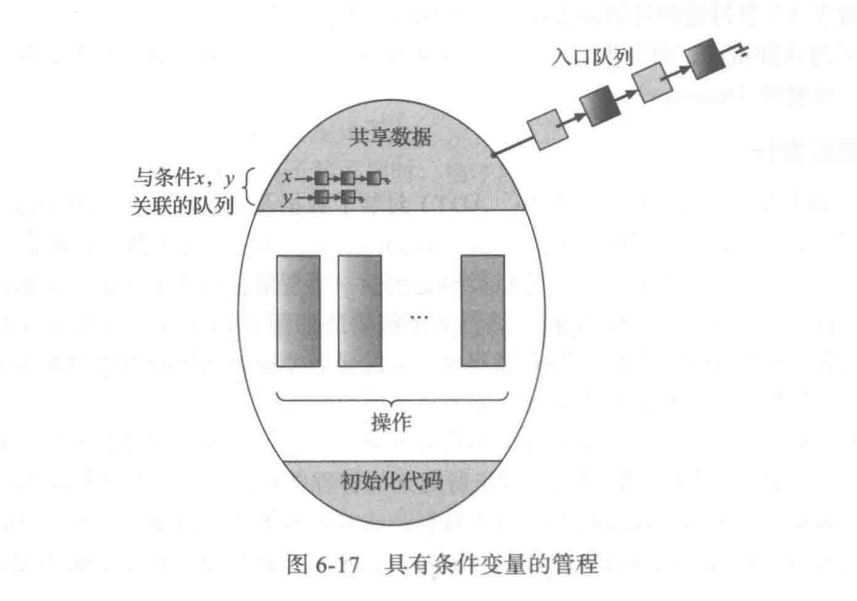 入口队列
共享数据
与条件x, y
关联的队列
x
y
...
操作
初始化代码
图 6-17 具有条件变量的管程